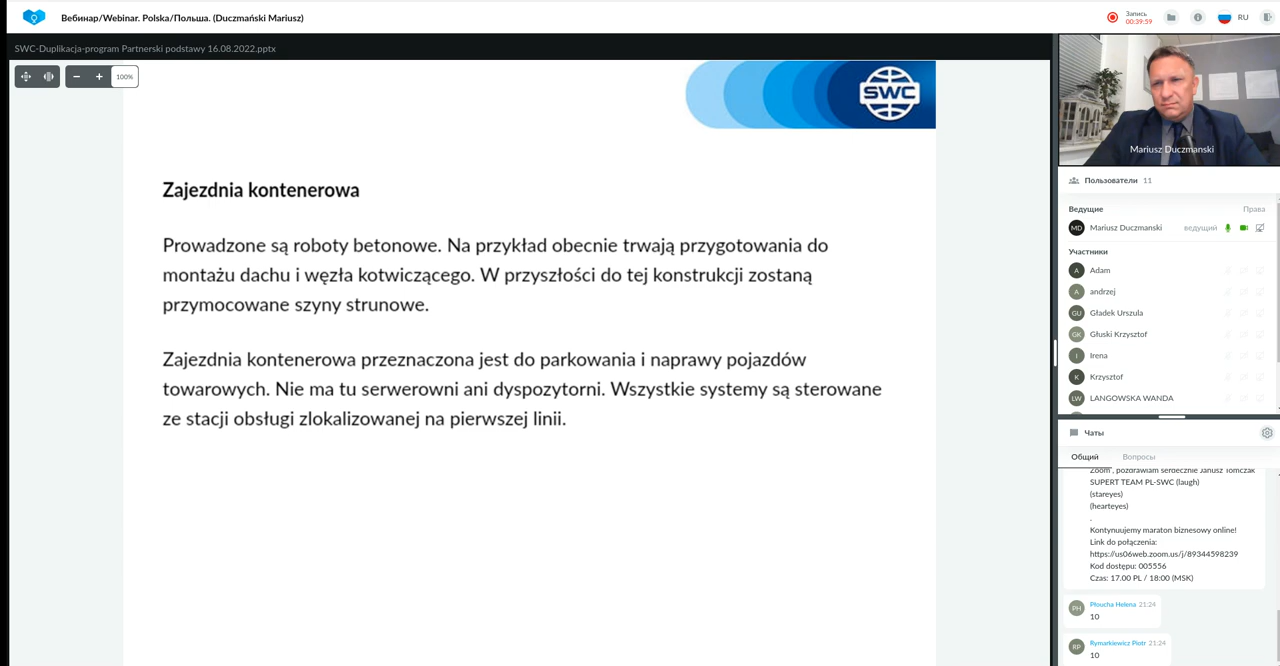 Вебинар/Webinar. Polska/Польша. (Duczmański Mariusz)
Запись
00:39:59
RU
SWC-Duplikacja-program Partnerski podstawy 16.08.2022.pptx
100%
SWC
Zajezdnia kontenerowa
Prowadzone są roboty betonowe. Na przykład obecnie trwają przygotowania do
montażu dachu i węzła kotwiczącego. W przyszłości do tej konstrukcji zostaną
przymocowane szyny strunowe.
Zajezdnia kontenerowa przeznaczona jest do parkowania i naprawy pojazdów
towarowych. Nie ma tu serwerowni ani dyspozytorni. Wszystkie systemy są sterowane
ze stacji obsługi zlokalizowanej na pierwszej linii.
Mariusz Duczmanski
Пользователи 11
Ведущие Права
MD Mariusz Duczmanski ведущий
Участники
A Adam
A andrzej
GU Gładek Urszula
GK Głuski Krzysztof
I Irena
K Krzysztof
LW LANGOWSKA WANDA
Чаты
Общий Вопросы
Zoom", pozdrawiam serdecznie Janusz Tomczak
SUPERT TEAM PL-SWC (laugh)
(stareyes)
(hearteyes)
.
Kontynuujemy maraton biznesowy online!
Link do połączenia:
https://us06web.zoom.us/j/89344598239
Kod dostępu: 005556
Czas: 17.00 PL / 18:00 (MSK)
PH Płoucha Helena 21:24
10
RP Rymarkiewicz Piotr 21:24
10